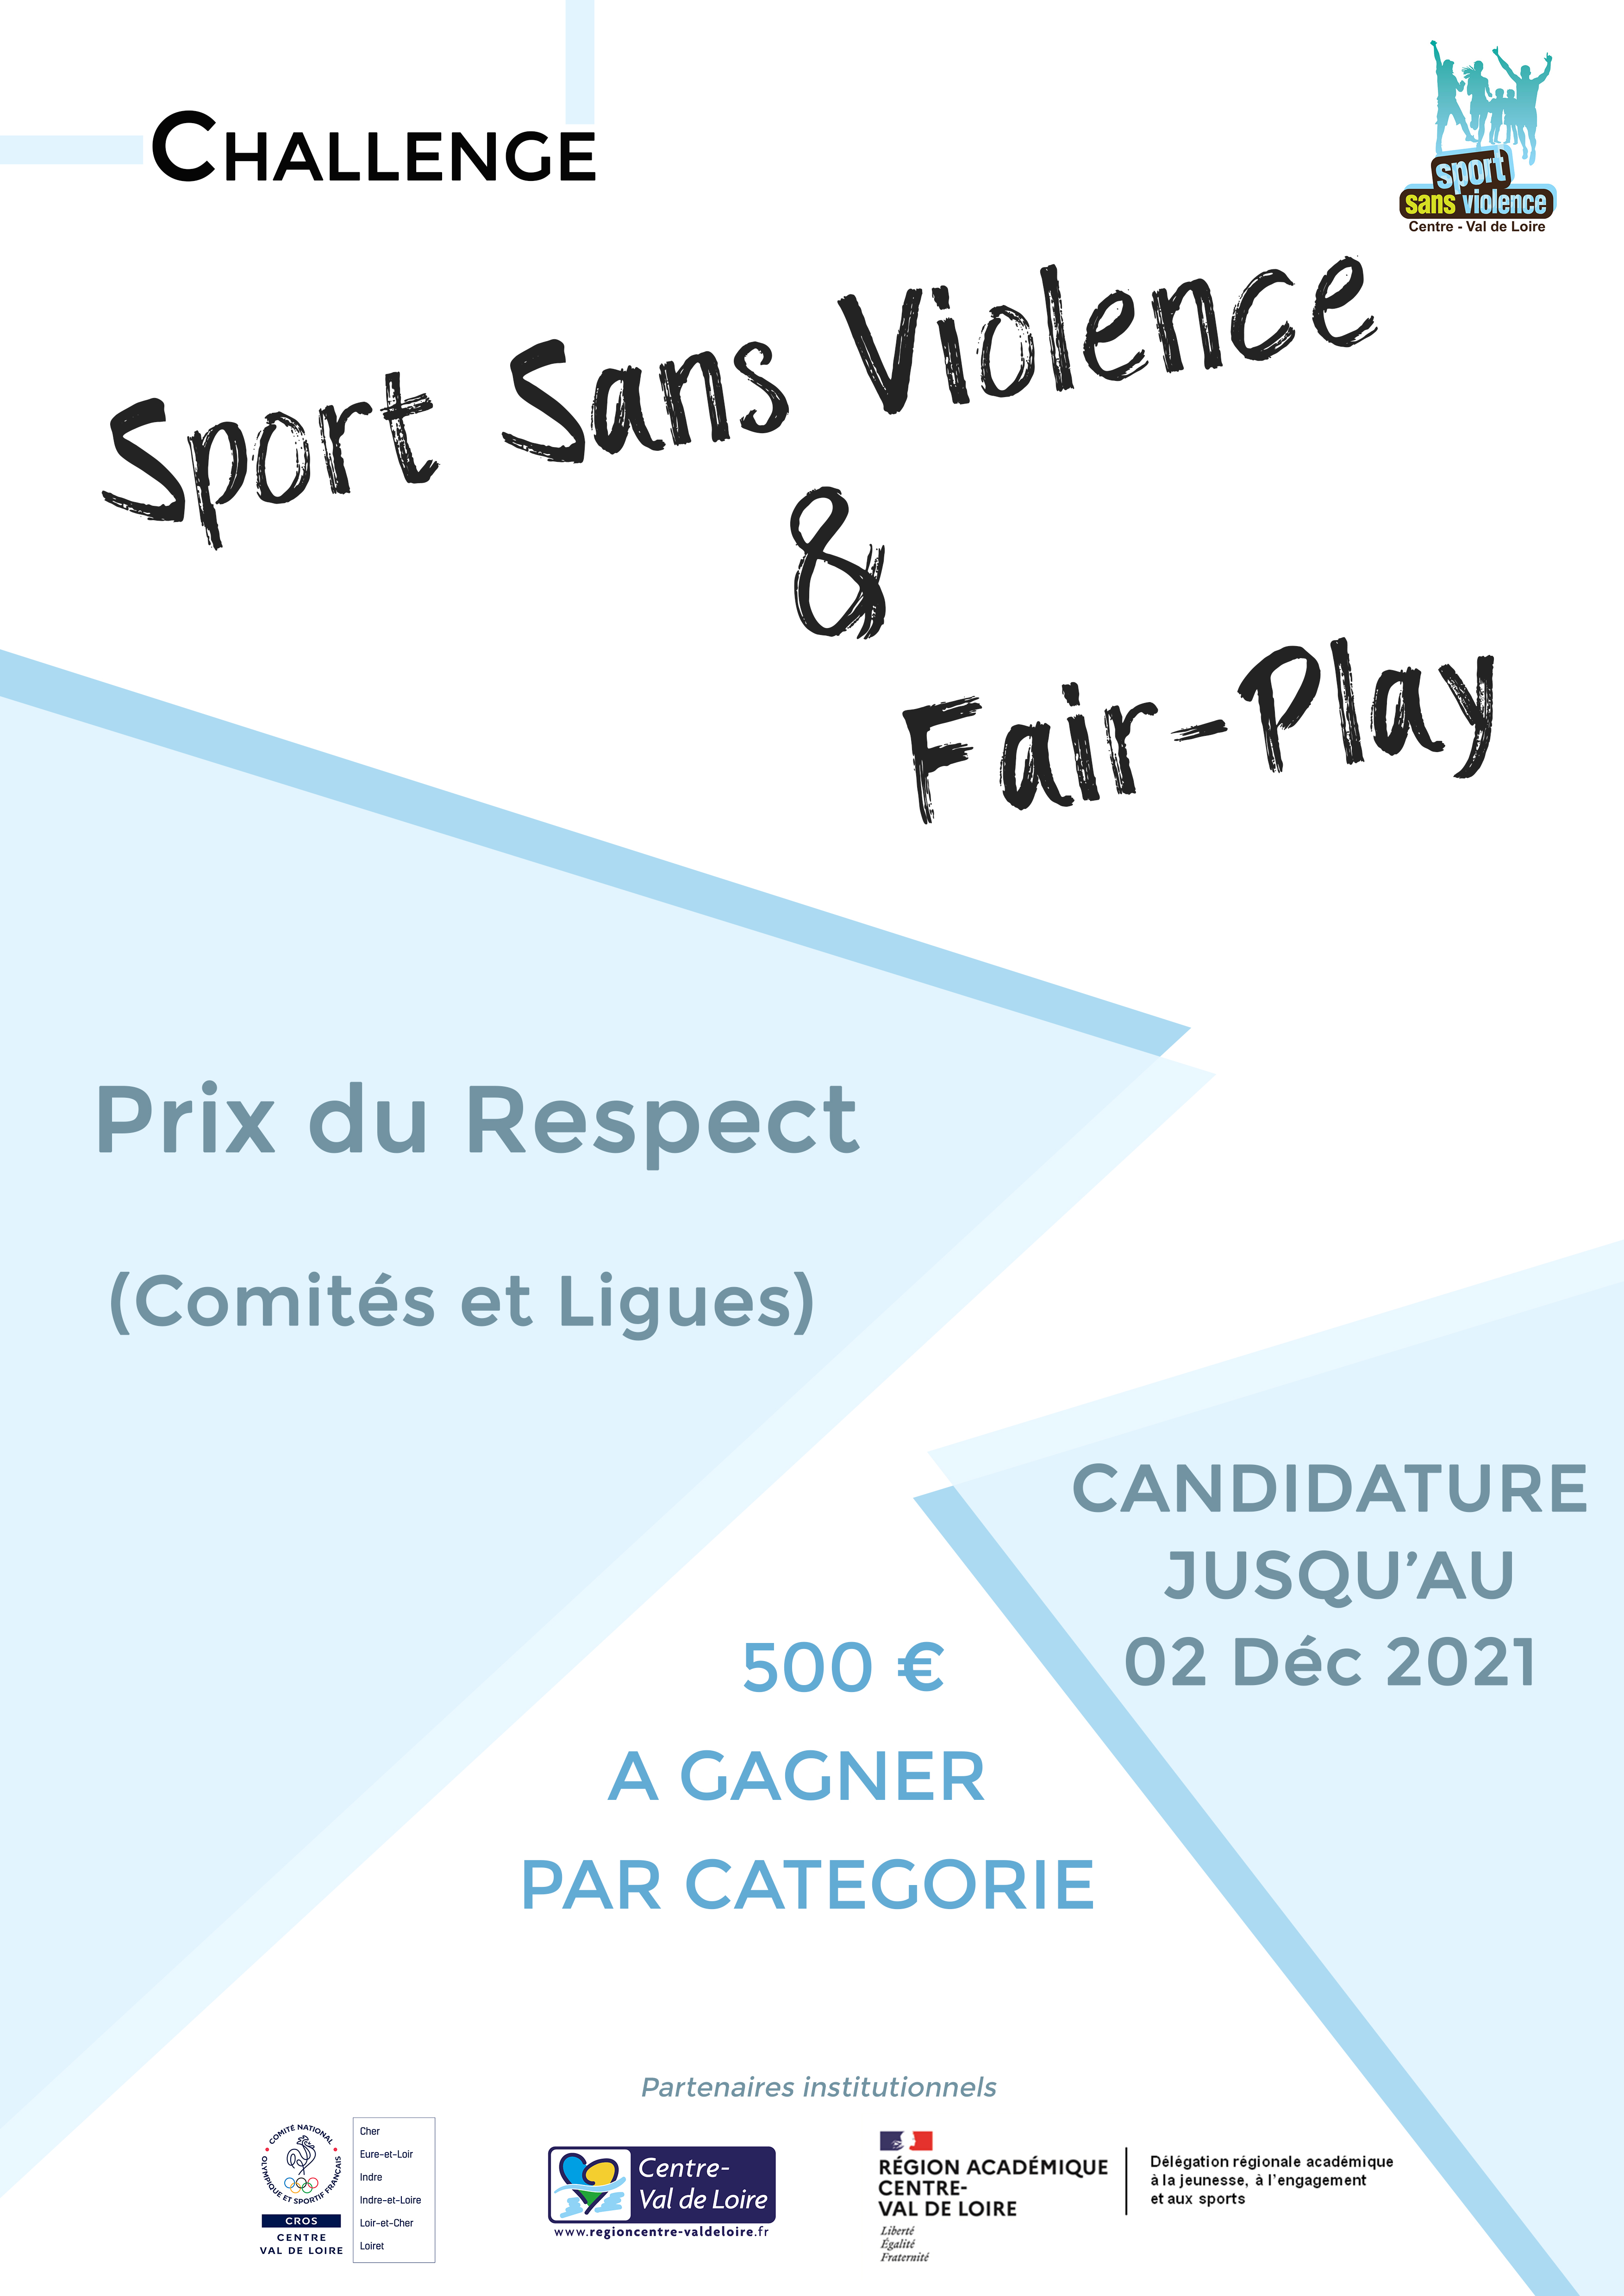 CHALLENGE
sport
sans violence
Centre - Val de Loire
Sport Sans Violence
&
Fair-Play
Prix du Respect
(Comités et Ligues)
CANDIDATURE
JUSQU’AU
02 Déc 2021
500 €
A GAGNER
PAR CATEGORIE
Partenaires institutionnels
COMITÉ NATIONAL
OLYMPIQUE ET SPORTIF FRANÇAIS
CROS
CENTRE
VAL DE LOIRE
Cher
Eure-et-Loir
Indre
Indre-et-Loire
Loir-et-Cher
Loiret
Centre-
Val de Loire
www.regioncentre-valdeloire.fr
RÉGION ACADÉMIQUE
CENTRE-
VAL DE LOIRE
Liberté
Égalité
Fraternité
Délégation régionale académique
à la jeunesse, à l’engagement
et aux sports